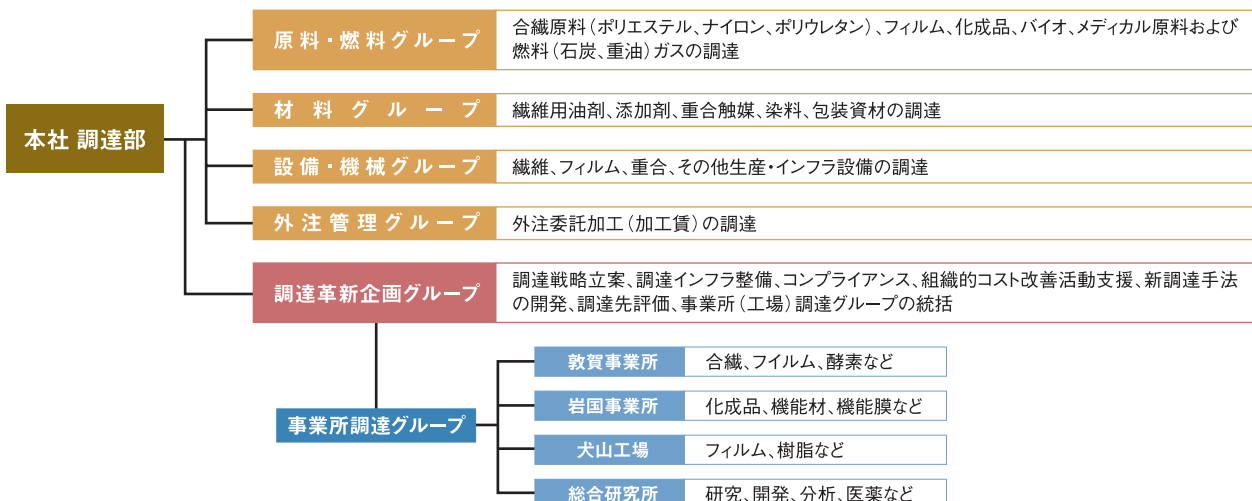 本社 調達部
原料・燃料グループ
合繊原料(ポリエステル、ナイロン、ポリウレタン)、フィルム、化成品、バイオ、メディカル原料および
燃料(石炭、重油)ガスの調達
材料グループ
繊維用油剤、添加剤、重合触媒、染料、包装資材の調達
設備・機械グループ
繊維、フィルム、重合、その他生産・インフラ設備の調達
外注管理グループ
外注委託加工(加工賃)の調達
調達革新企画グループ
調達戦略立案、調達インフラ整備、コンプライアンス、組織的コスト改善活動支援、新調達手法
の開発、調達先評価、事業所(工場)調達グループの統括
事業所調達グループ
敦賀事業所
合繊、フイルム、酵素など
岩国事業所
化成品、機能材、機能膜など
犬山工場
フィルム、樹脂など
総合研究所
研究、開発、分析、医薬など